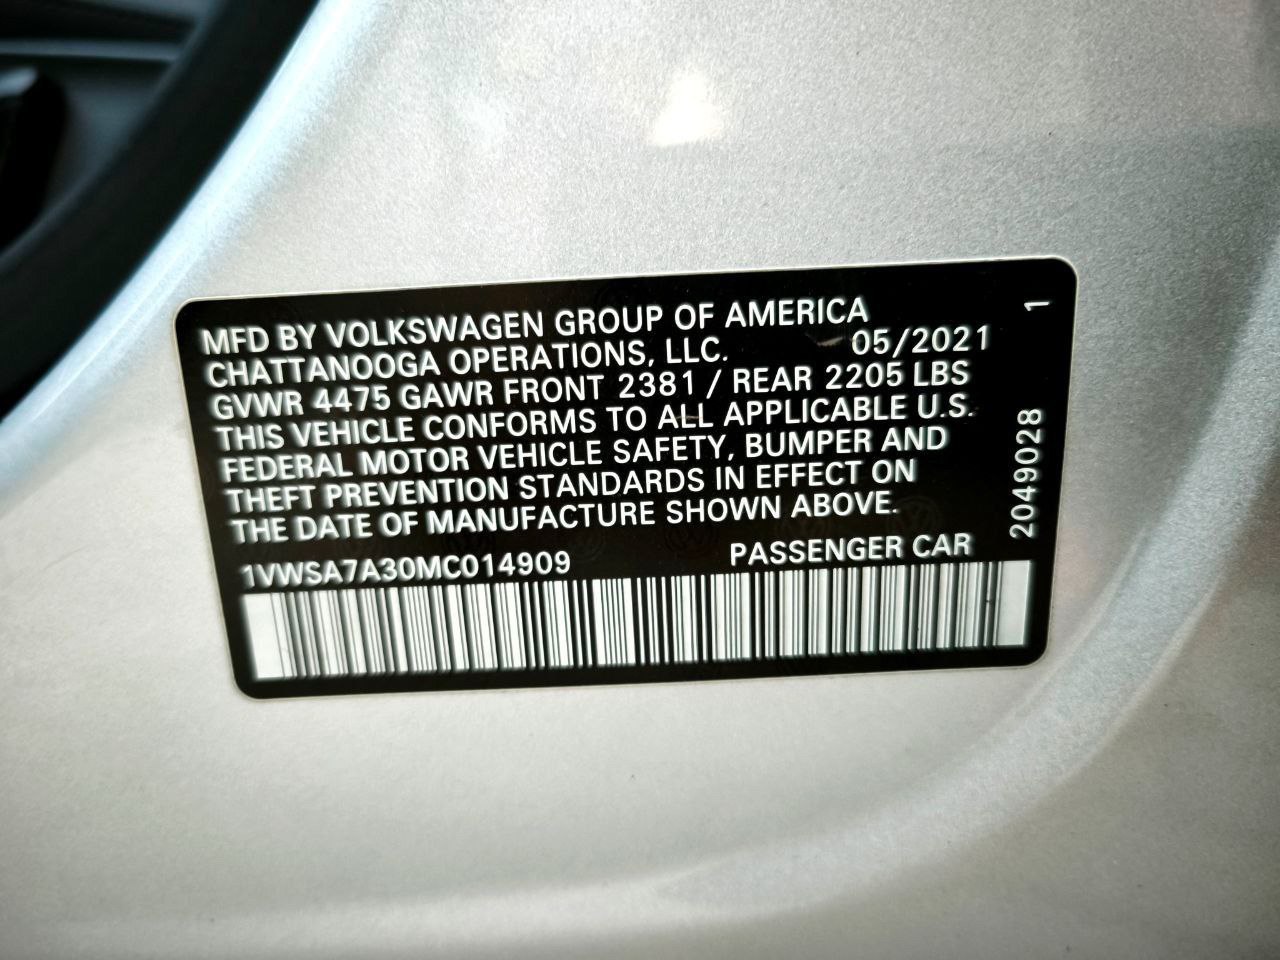 MFD BY VOLKSWAGEN GROUP OF AMERICA
CHATTANOOGA OPERATIONS, LLC. 05/2021
GVWR 4475 GAWR FRONT 2381 / REAR 2205 LBS
THIS VEHICLE CONFORMS TO ALL APPLICABLE U.S.
FEDERAL MOTOR VEHICLE SAFETY, BUMPER AND
THEFT PREVENTION STANDARDS IN EFFECT ON
THE DATE OF MANUFACTURE SHOWN ABOVE.
1VWSA7A30MC014909 PASSENGER CAR
2049028 1